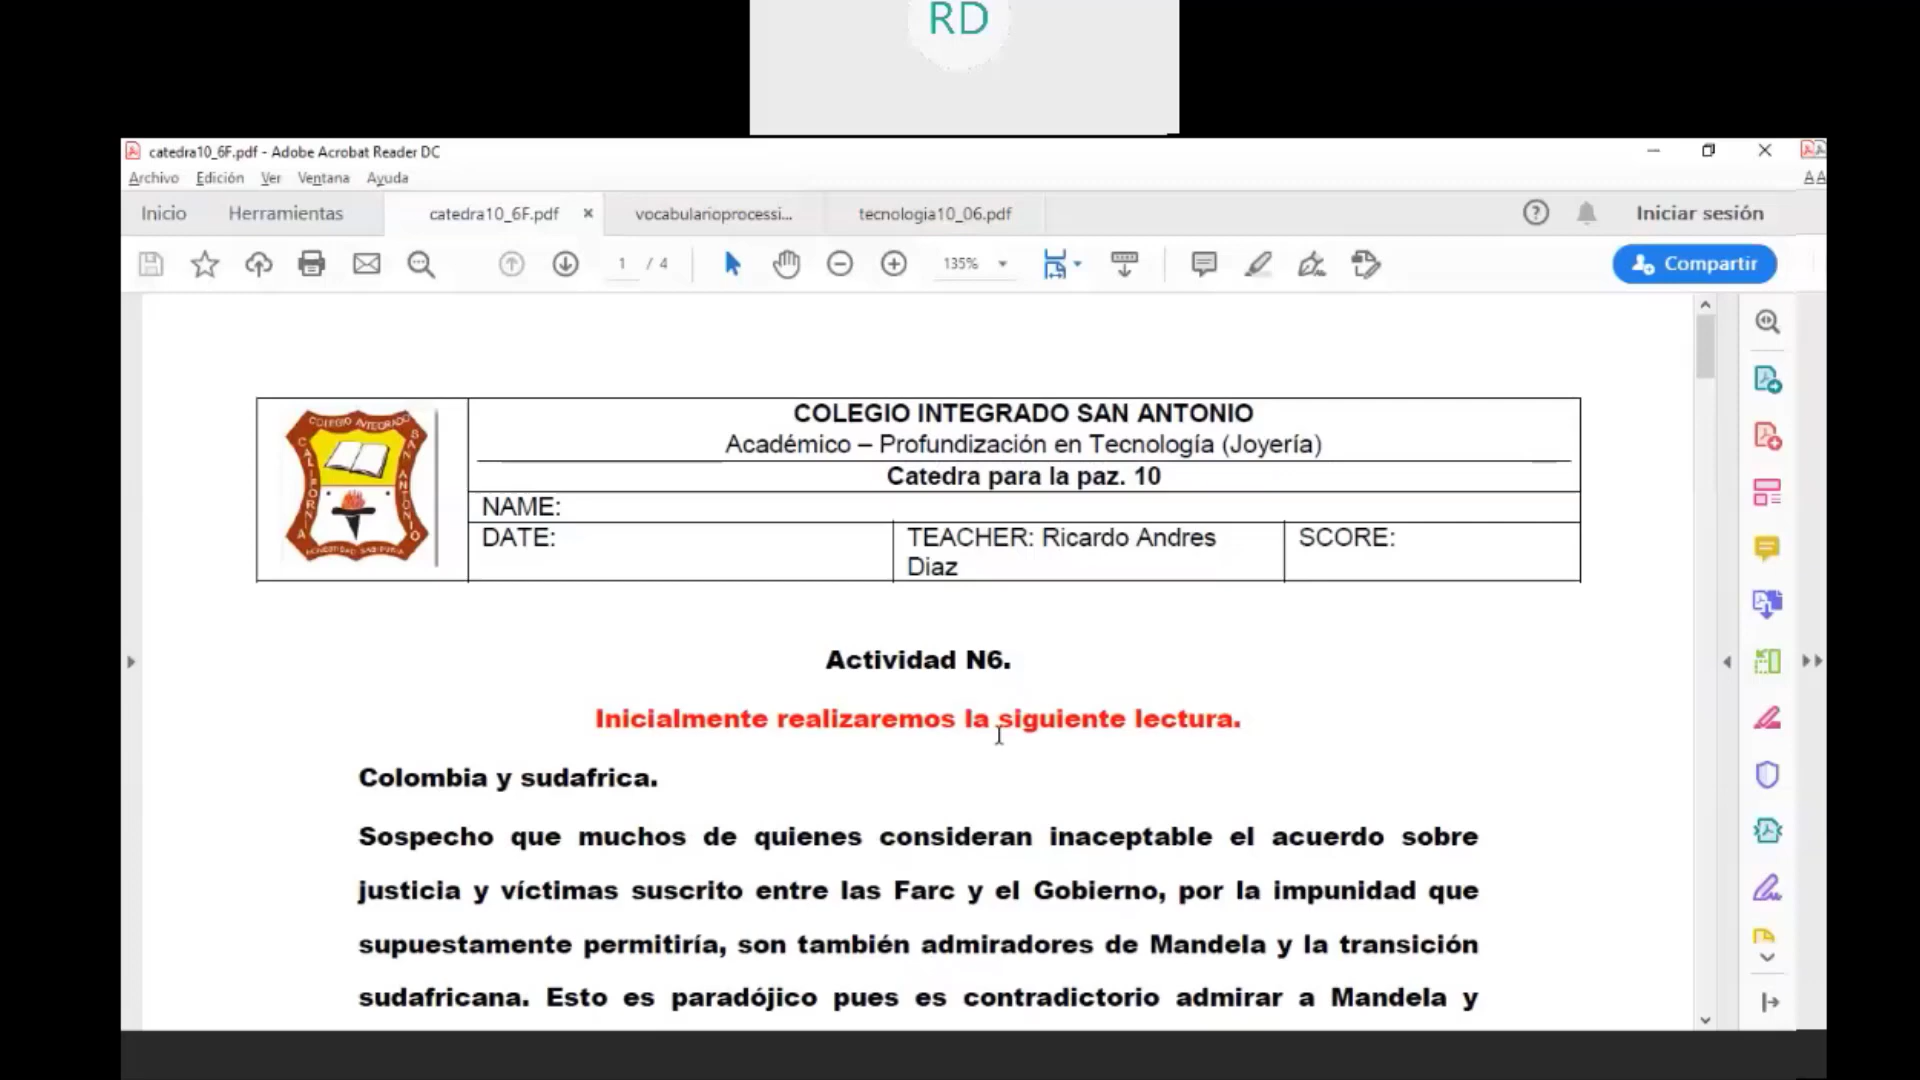 RD
catedra10_6F.pdf - Adobe Acrobat Reader DC
Archivo Edición Ver Ventana Ayuda
Inicio Herramientas catedra10_6F.pdf vocabularioprocessi... tecnologia10_06.pdf Iniciar sesión
1 / 4 135% Compartir
COLEGIO INTEGRADO SAN ANTONIO
Académico – Profundización en Tecnología (Joyería)
Catedra para la paz. 10
NAME:
DATE: TEACHER: Ricardo Andres SCORE:
Diaz
COLEGIO INTEGRADO
SAN ANTONIO
CALIFORNIA
Actividad N6.
Inicialmente realizaremos la siguiente lectura.
Colombia y sudafrica.
Sospecho que muchos de quienes consideran inaceptable el acuerdo sobre
justicia y víctimas suscrito entre las Farc y el Gobierno, por la impunidad que
supuestamente permitiría, son también admiradores de Mandela y la transición
sudafricana. Esto es paradójico pues es contradictorio admirar a Mandela y